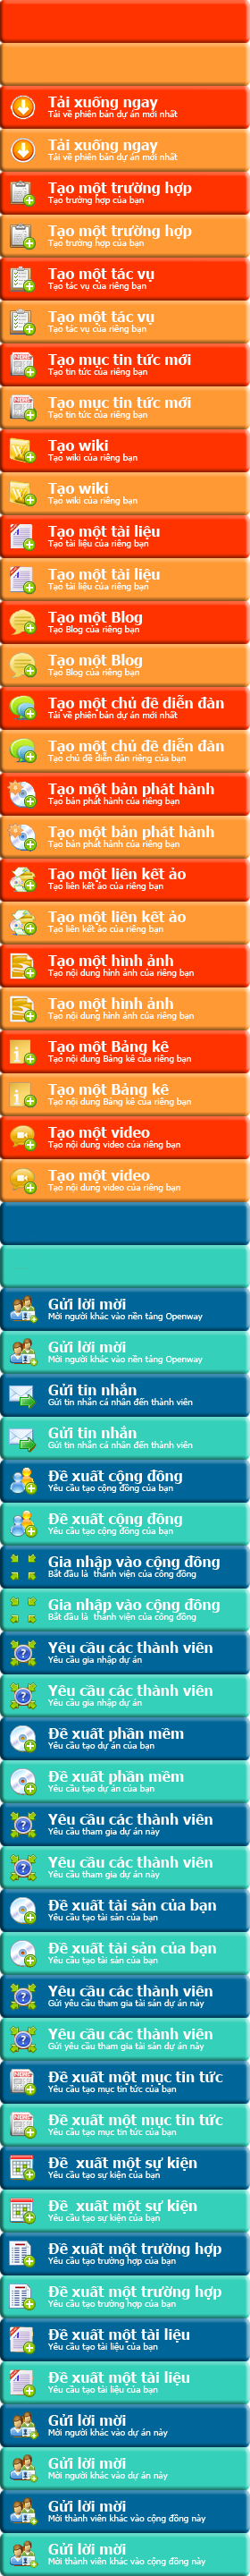 Tải xuống ngay
Tải về phiên bản dự án mới nhất
Tải xuống ngay
Tải về phiên bản dự án mới nhất
Tạo một trường hợp
Tạo trường hợp của bạn
Tạo một trường hợp
Tạo trường hợp của bạn
Tạo một tác vụ
Tạo tác vụ của riêng bạn
Tạo một tác vụ
Tạo tác vụ của riêng bạn
Tạo mục tin tức mới
Tạo tin tức của riêng bạn
Tạo mục tin tức mới
Tạo tin tức của riêng bạn
Tạo wiki
Tạo wiki của riêng bạn
Tạo wiki
Tạo wiki của riêng bạn
Tạo một tài liệu
Tạo tài liệu của riêng bạn
Tạo một tài liệu
Tạo tài liệu của riêng bạn
Tạo một Blog
Tạo Blog của riêng bạn
Tạo một Blog
Tạo Blog của riêng bạn
Tạo một chủ đề diễn đàn
Tải về phiên bản dự án mới nhất
Tạo một chủ đề diễn đàn
Tạo chủ đề diễn đàn riêng của bạn
Tạo một bản phát hành
Tạo bản phát hành của riêng bạn
Tạo một bản phát hành
Tạo bản phát hành của riêng bạn
Tạo một liên kết ảo
Tạo liên kết ảo của riêng bạn
Tạo một liên kết ảo
Tạo liên kết ảo của riêng bạn
Tạo một hình ảnh
Tạo nội dung hình ảnh của riêng bạn
Tạo một hình ảnh
Tạo nội dung hình ảnh của riêng bạn
Tạo một Bảng kê
Tạo nội dung Bảng kê của riêng bạn
Tạo một Bảng kê
Tạo nội dung Bảng kê của riêng bạn
Tạo một video
Tạo nội dung video của riêng bạn
Tạo một video
Tạo nội dung video của riêng bạn
Gửi lời mời
Mời người khác vào nền tảng Openway
Gửi lời mời
Mời người khác vào nền tảng Openway
Gửi tin nhắn
Gửi tin nhắn cá nhân đến thành viên
Gửi tin nhắn
Gửi tin nhắn cá nhân đến thành viên
Đề xuất cộng đồng
Yêu cầu tạo cộng đồng của bạn
Đề xuất cộng đồng
Yêu cầu tạo cộng đồng của bạn
Gia nhập vào cộng đồng
Bắt đầu là thành viên của cộng đồng
Gia nhập vào cộng đồng
Bắt đầu là thành viên của cộng đồng
Yêu cầu các thành viên
Yêu cầu gia nhập dự án
Yêu cầu các thành viên
Yêu cầu gia nhập dự án
Đề xuất phần mềm
Yêu cầu tạo dự án của bạn
Đề xuất phần mềm
Yêu cầu tạo dự án của bạn
Yêu cầu các thành viên
Yêu cầu tham gia dự án này
Yêu cầu các thành viên
Yêu cầu tham gia dự án này
Đề xuất tài sản của bạn
Yêu cầu tạo tài sản của bạn
Đề xuất tài sản của bạn
Yêu cầu tạo tài sản của bạn
Yêu cầu các thành viên
Gửi yêu cầu tham gia tài sản dự án này
Yêu cầu các thành viên
Gửi yêu cầu tham gia tài sản dự án này
Đề xuất một mục tin tức
Yêu cầu tạo mục tin tức của bạn
Đề xuất một mục tin tức
Yêu cầu tạo mục tin tức của bạn
Đề xuất một sự kiện
Yêu cầu tạo sự kiện của bạn
Đề xuất một sự kiện
Yêu cầu tạo sự kiện của bạn
Đề xuất một trường hợp
Yêu cầu tạo trường hợp của bạn
Đề xuất một trường hợp
Yêu cầu tạo trường hợp của bạn
Đề xuất một tài liệu
Yêu cầu tạo tài liệu của bạn
Đề xuất một tài liệu
Yêu cầu tạo tài liệu của bạn
Gửi lời mời
Mời người khác vào dự án này
Gửi lời mời
Mời người khác vào dự án này
Gửi lời mời
Mời thành viên khác vào cộng đồng này
Gửi lời mời
Mời thành viên khác vào cộng đồng này